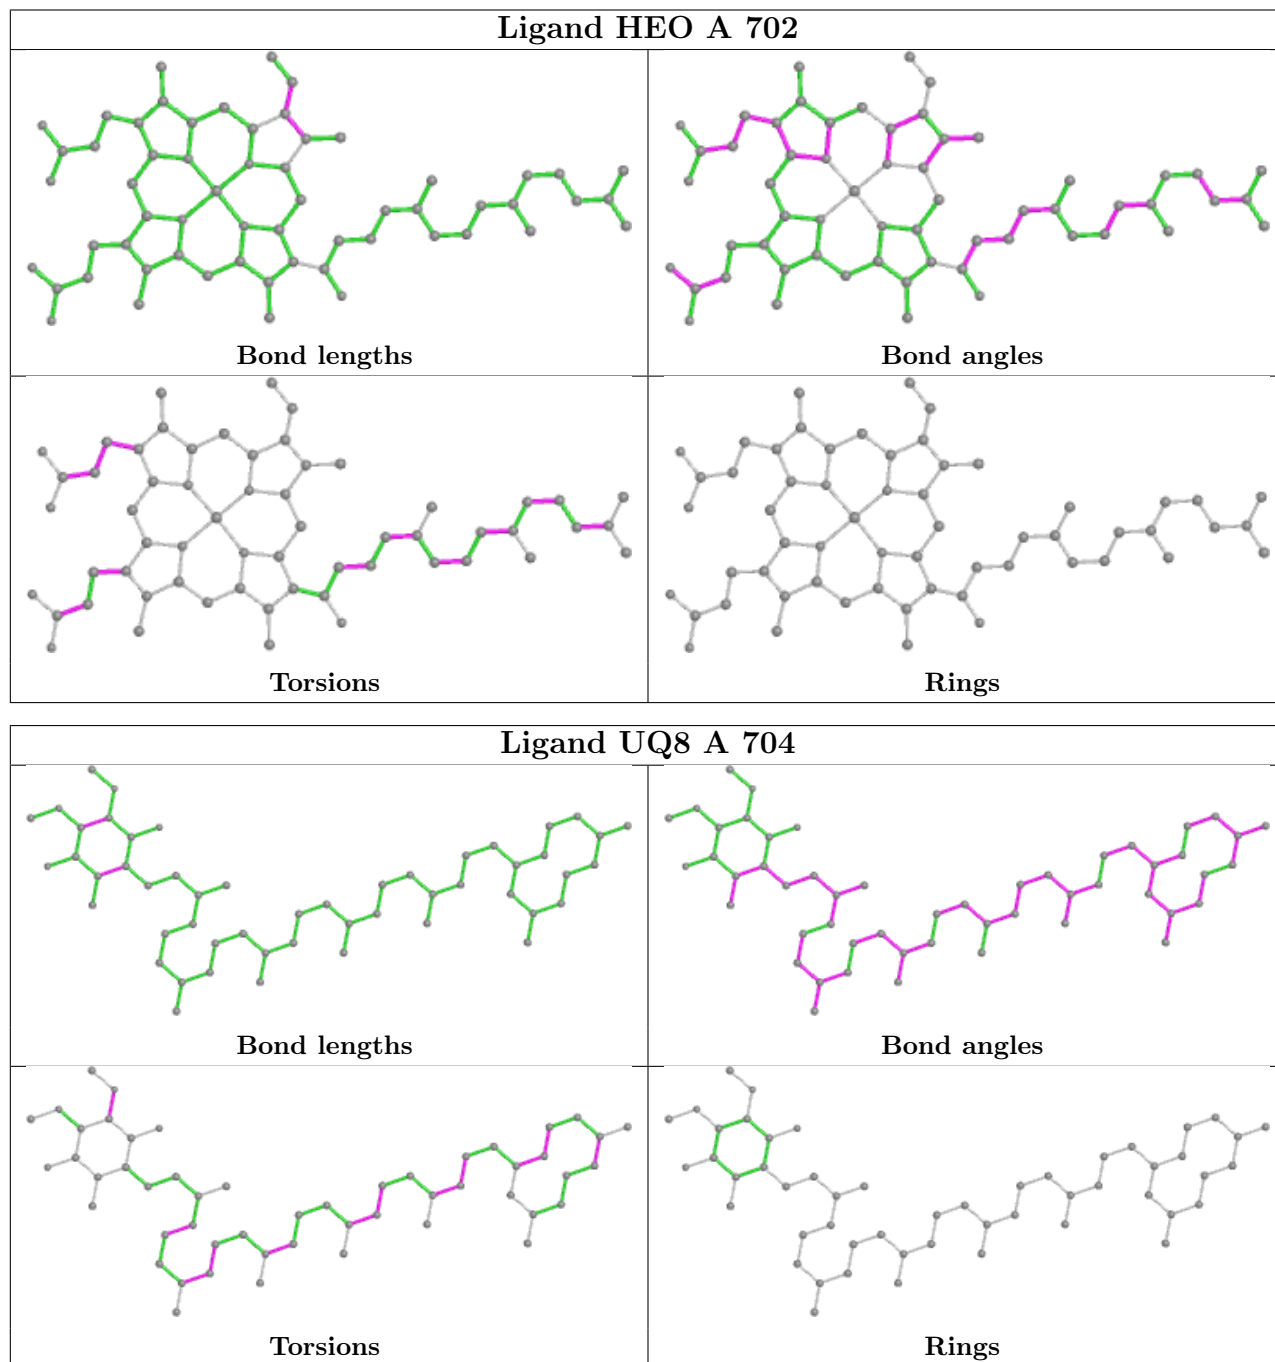 Ligand HEO A 702
Bond lengths
Bond angles
Torsions
Rings
Ligand UQ8 A 704
Bond lengths
Bond angles
Torsions
Rings